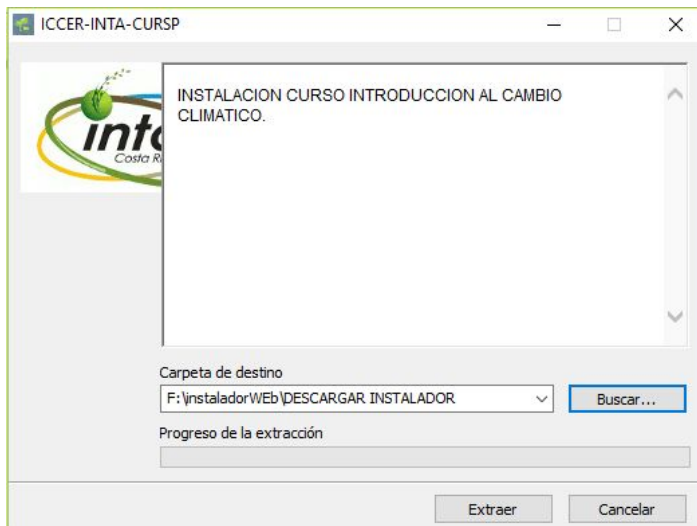 ICCER-INTA-CURSP
Costa
INSTALACION CURSO INTRODUCCION AL CAMBIO
CLIMATICO.
Carpeta de destino
F:\instaladorWEb\DESCARGAR INSTALADOR
Buscar...
Progreso de la extracción
Extraer
Cancelar